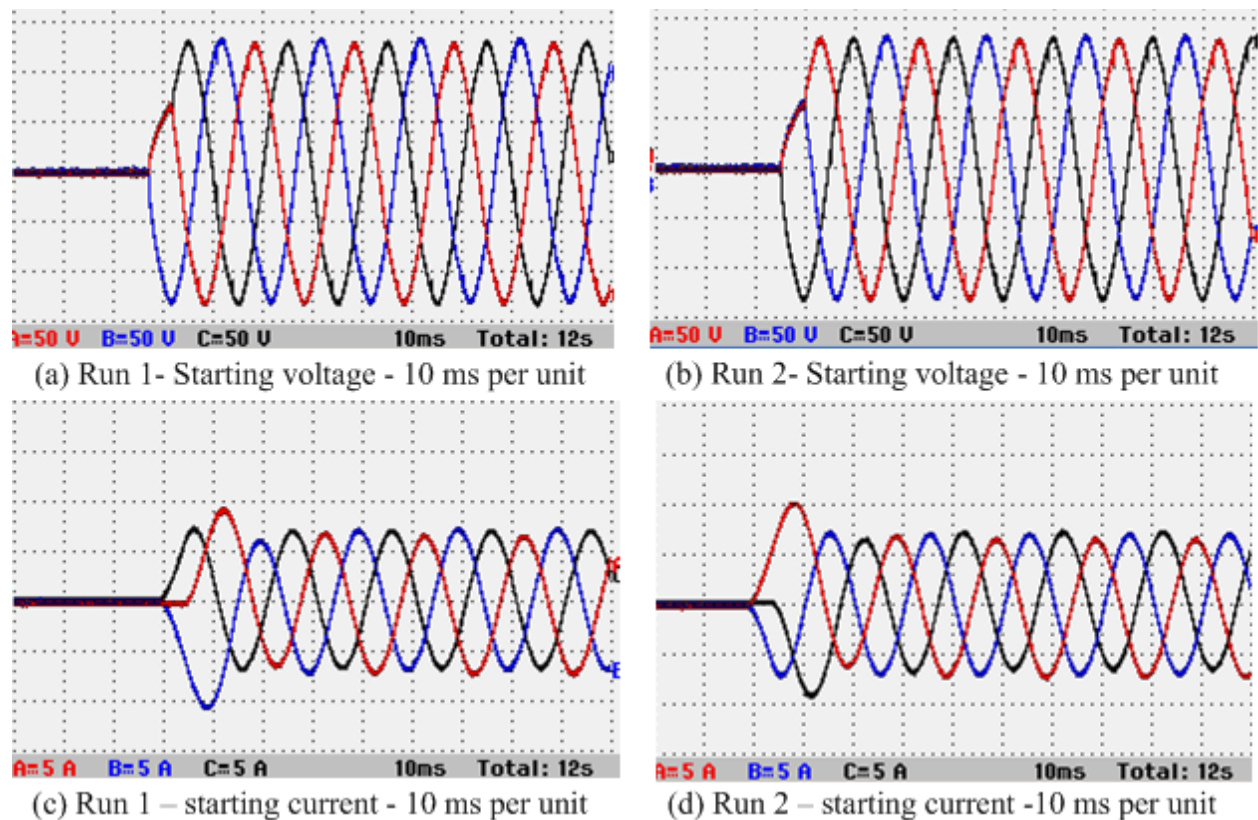 A=50 V B=50 V C=50 V 10ms Total: 12s
A=50 V B=50 V C=50 V 10ms Total: 12s
(a) Run 1- Starting voltage - 10 ms per unit
(b) Run 2- Starting voltage - 10 ms per unit
A=5 A B=5 A C=5 A 10ms Total: 12s
A=5 A B=5 A C=5 A 10ms Total: 12s
(c) Run 1 – starting current - 10 ms per unit
(d) Run 2 – starting current -10 ms per unit